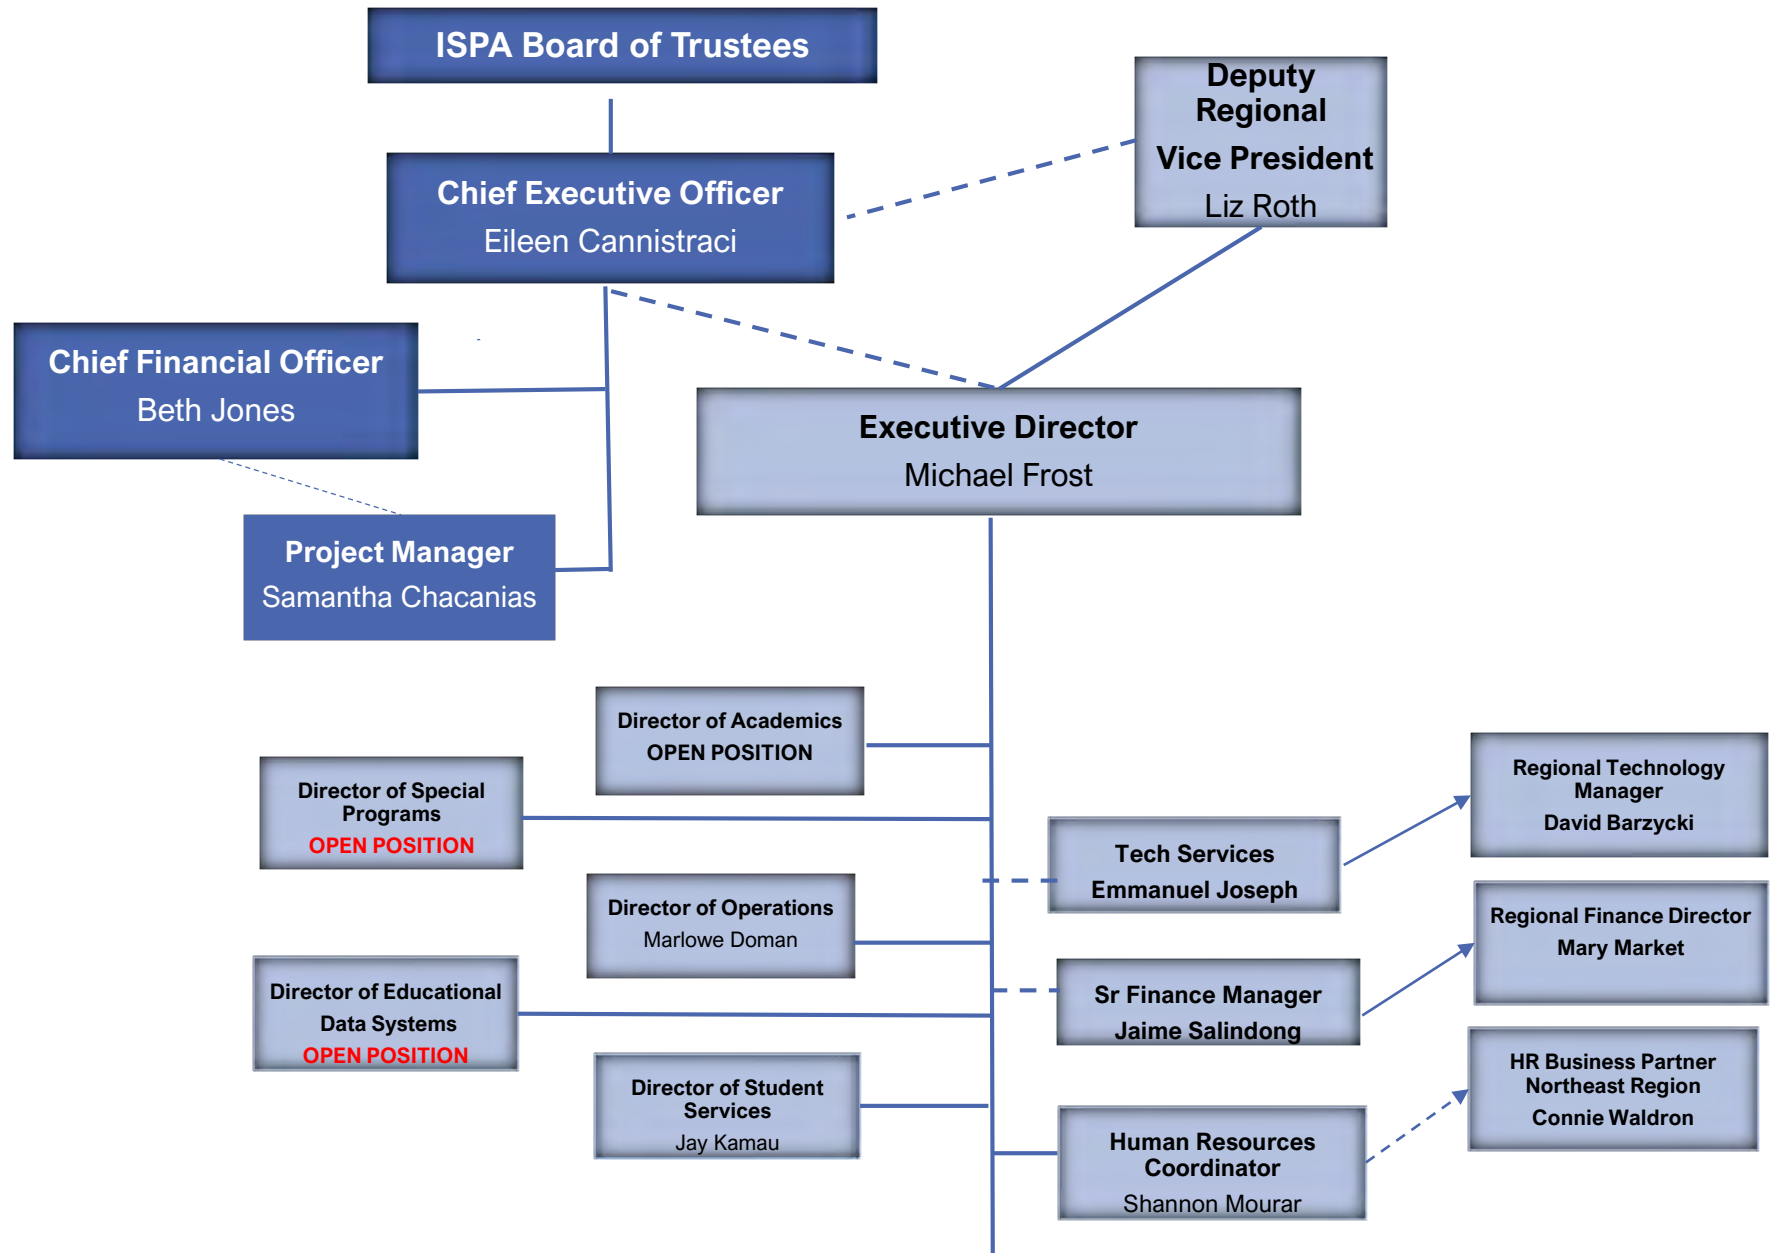 ISPA Board of Trustees
Deputy
Regional
Vice President
Liz Roth
Chief Executive Officer
Eileen Cannistraci
Chief Financial Officer
Beth Jones
Executive Director
Michael Frost
Project Manager
Samantha Chacanias
Director of Academics
OPEN POSITION
Director of Special
Programs
OPEN POSITION
Regional Technology
Manager
David Barzycki
Tech Services
Emmanuel Joseph
Director of Operations
Marlowe Doman
Regional Finance Director
Mary Market
Director of Educational
Data Systems
OPEN POSITION
Sr Finance Manager
Jaime Salindong
HR Business Partner
Northeast Region
Connie Waldron
Director of Student
Services
Jay Kamau
Human Resources
Coordinator
Shannon Mourar